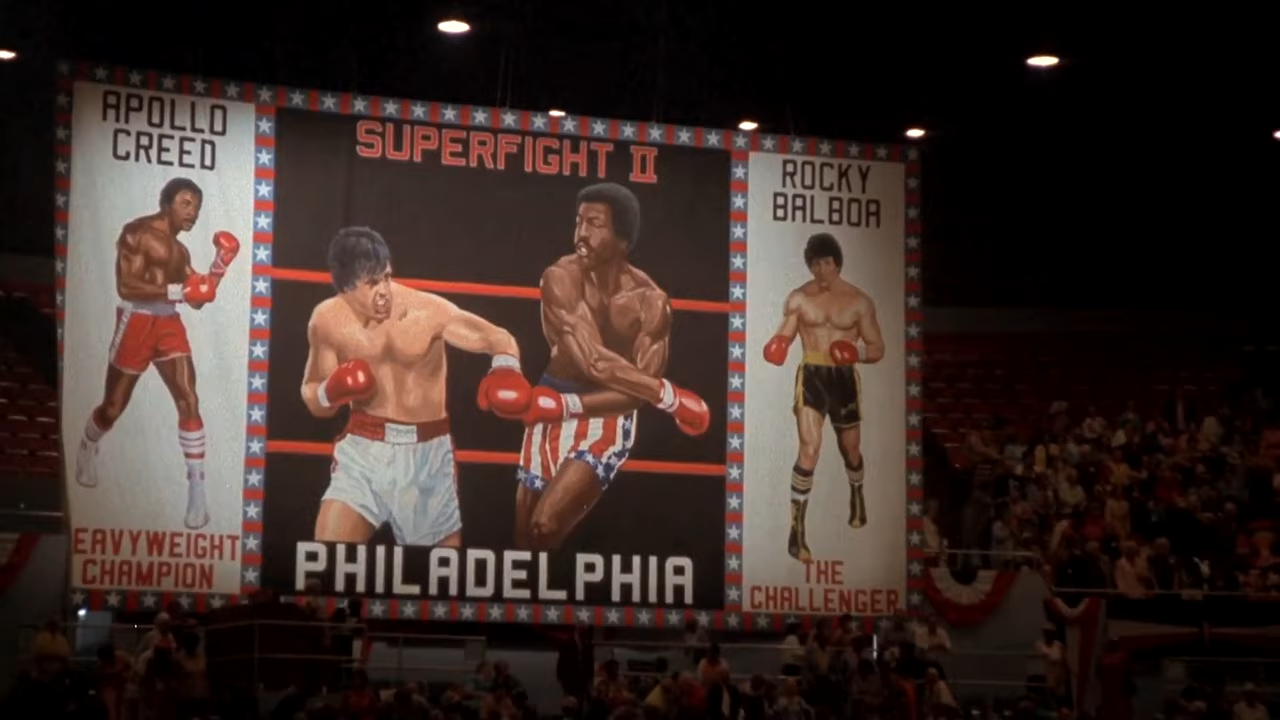 APOLLO
CREED
EAVYWEIGHT
CHAMPION
SUPERFIGHT II
PHILADELPHIA
ROCKY
BALBOA
THE
CHALLENGER